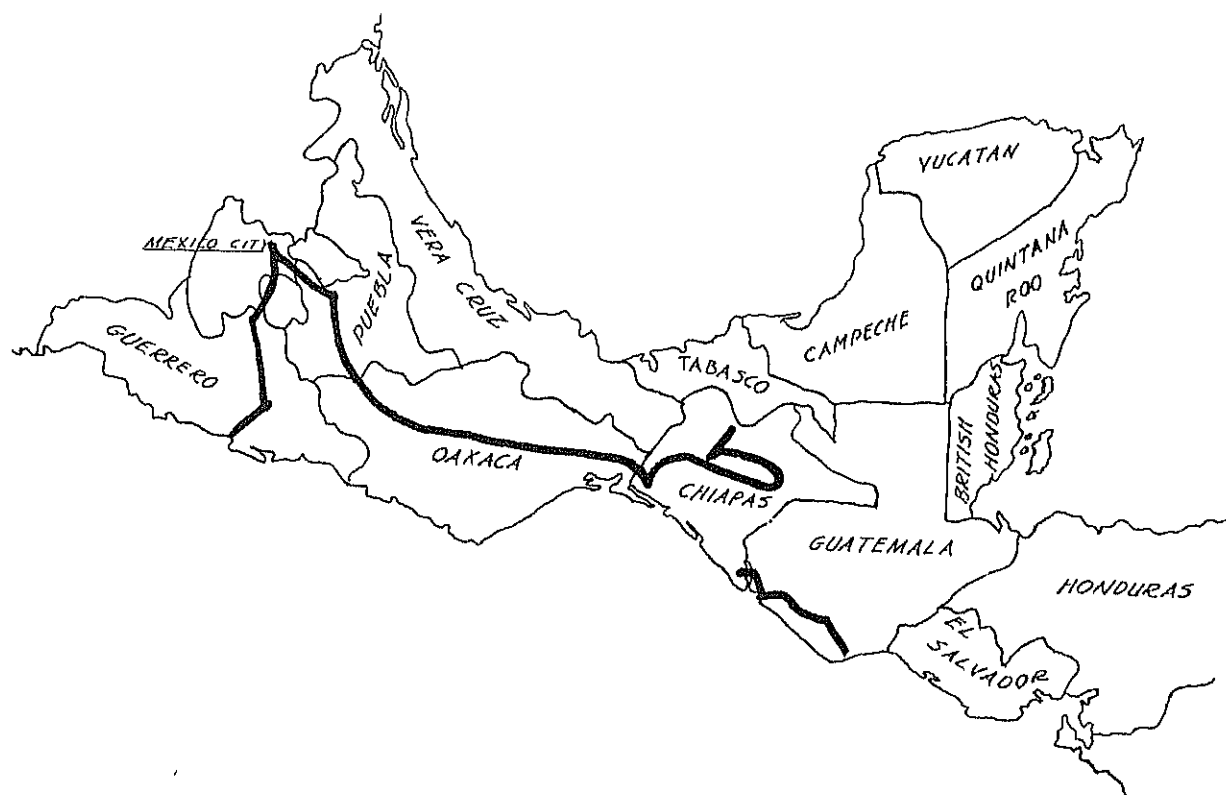 YUCATAN
MEXICO CITY
VERA
CRUZ
PUEBLA
QUINTANA
ROO
GUERRERO
CAMPECHE
TABASCO
OAXACA
CHIAPAS
BRITISH
HONDURAS
GUATEMALA
HONDURAS
EL
SALVADOR